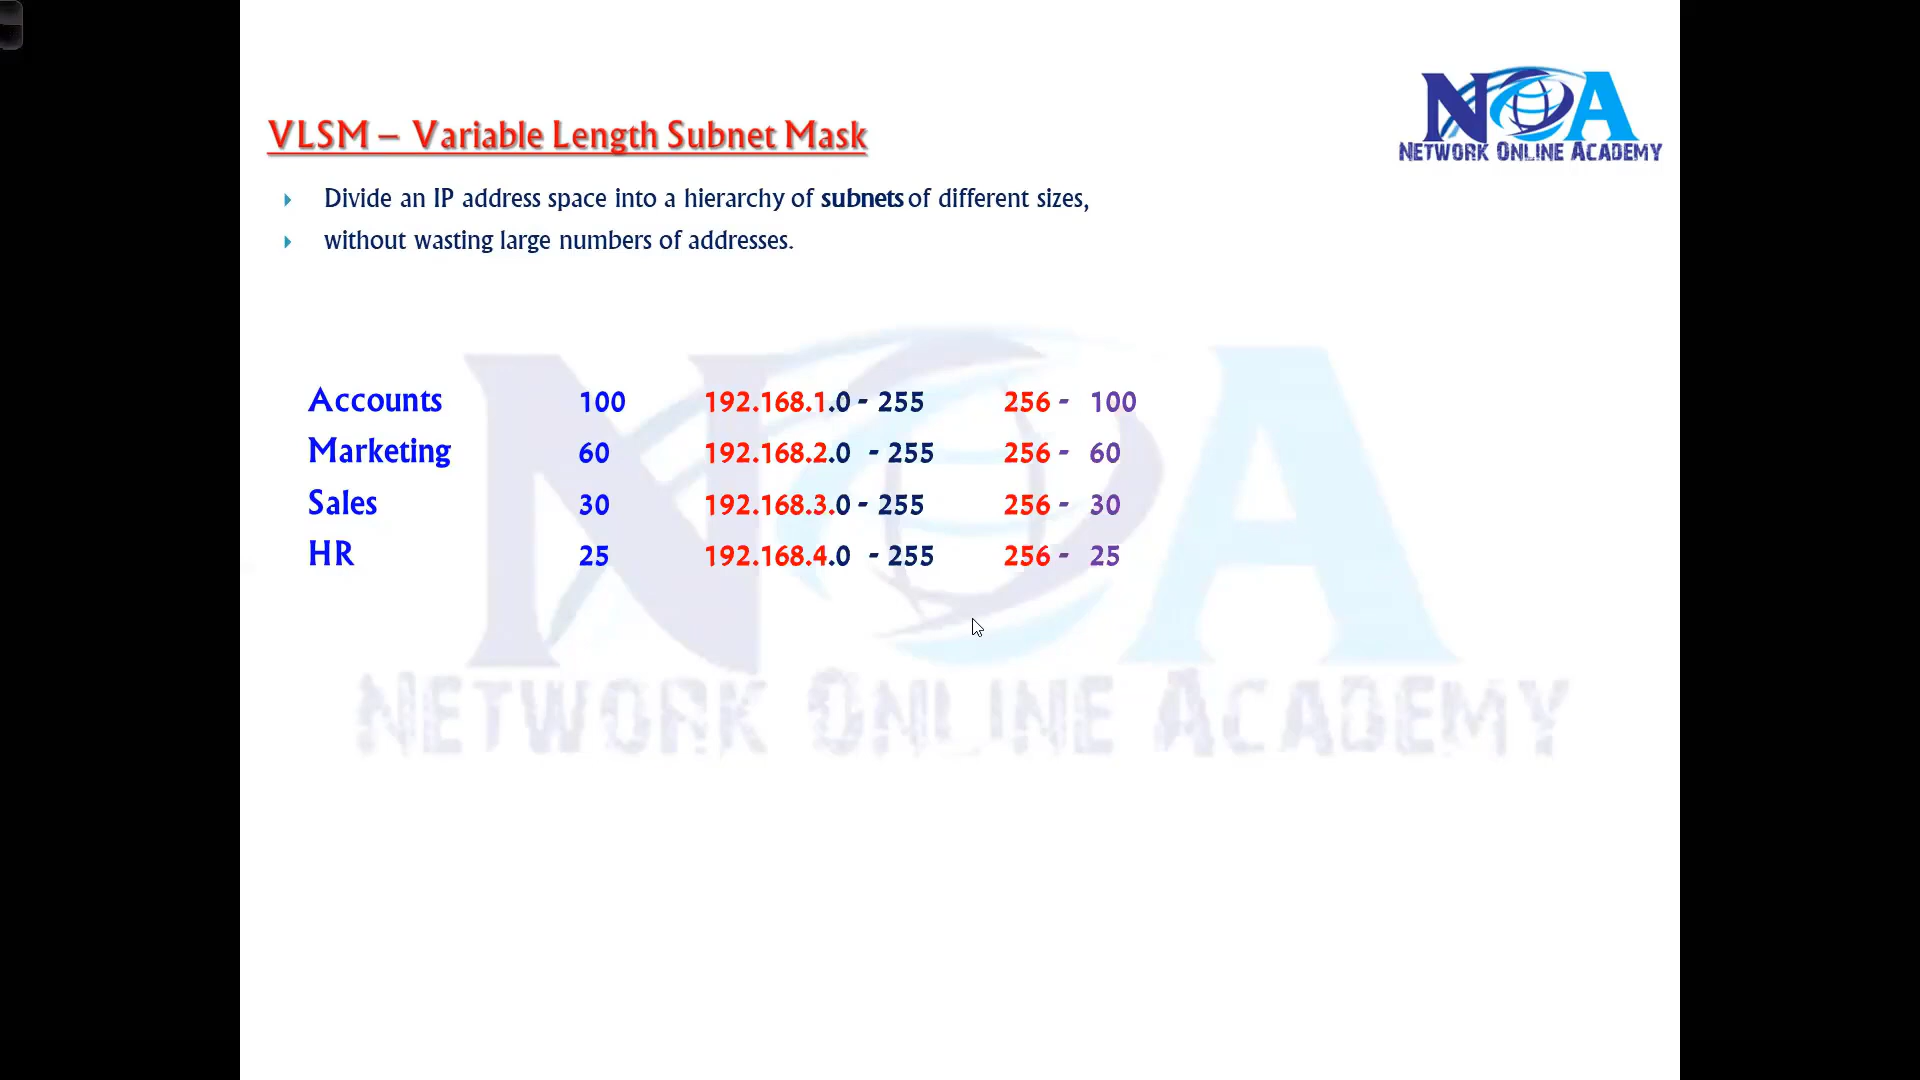 NOA
NETWORK ONLINE ACADEMY
VLSM – Variable Length Subnet Mask
Divide an IP address space into a hierarchy of subnets of different sizes,
without wasting large numbers of addresses.
Accounts 100 192.168.1.0 - 255 256 - 100
Marketing 60 192.168.2.0 - 255 256 - 60
Sales 30 192.168.3.0 - 255 256 - 30
HR 25 192.168.4.0 - 255 256 - 25
NOA
NETWORK ONLINE ACADEMY